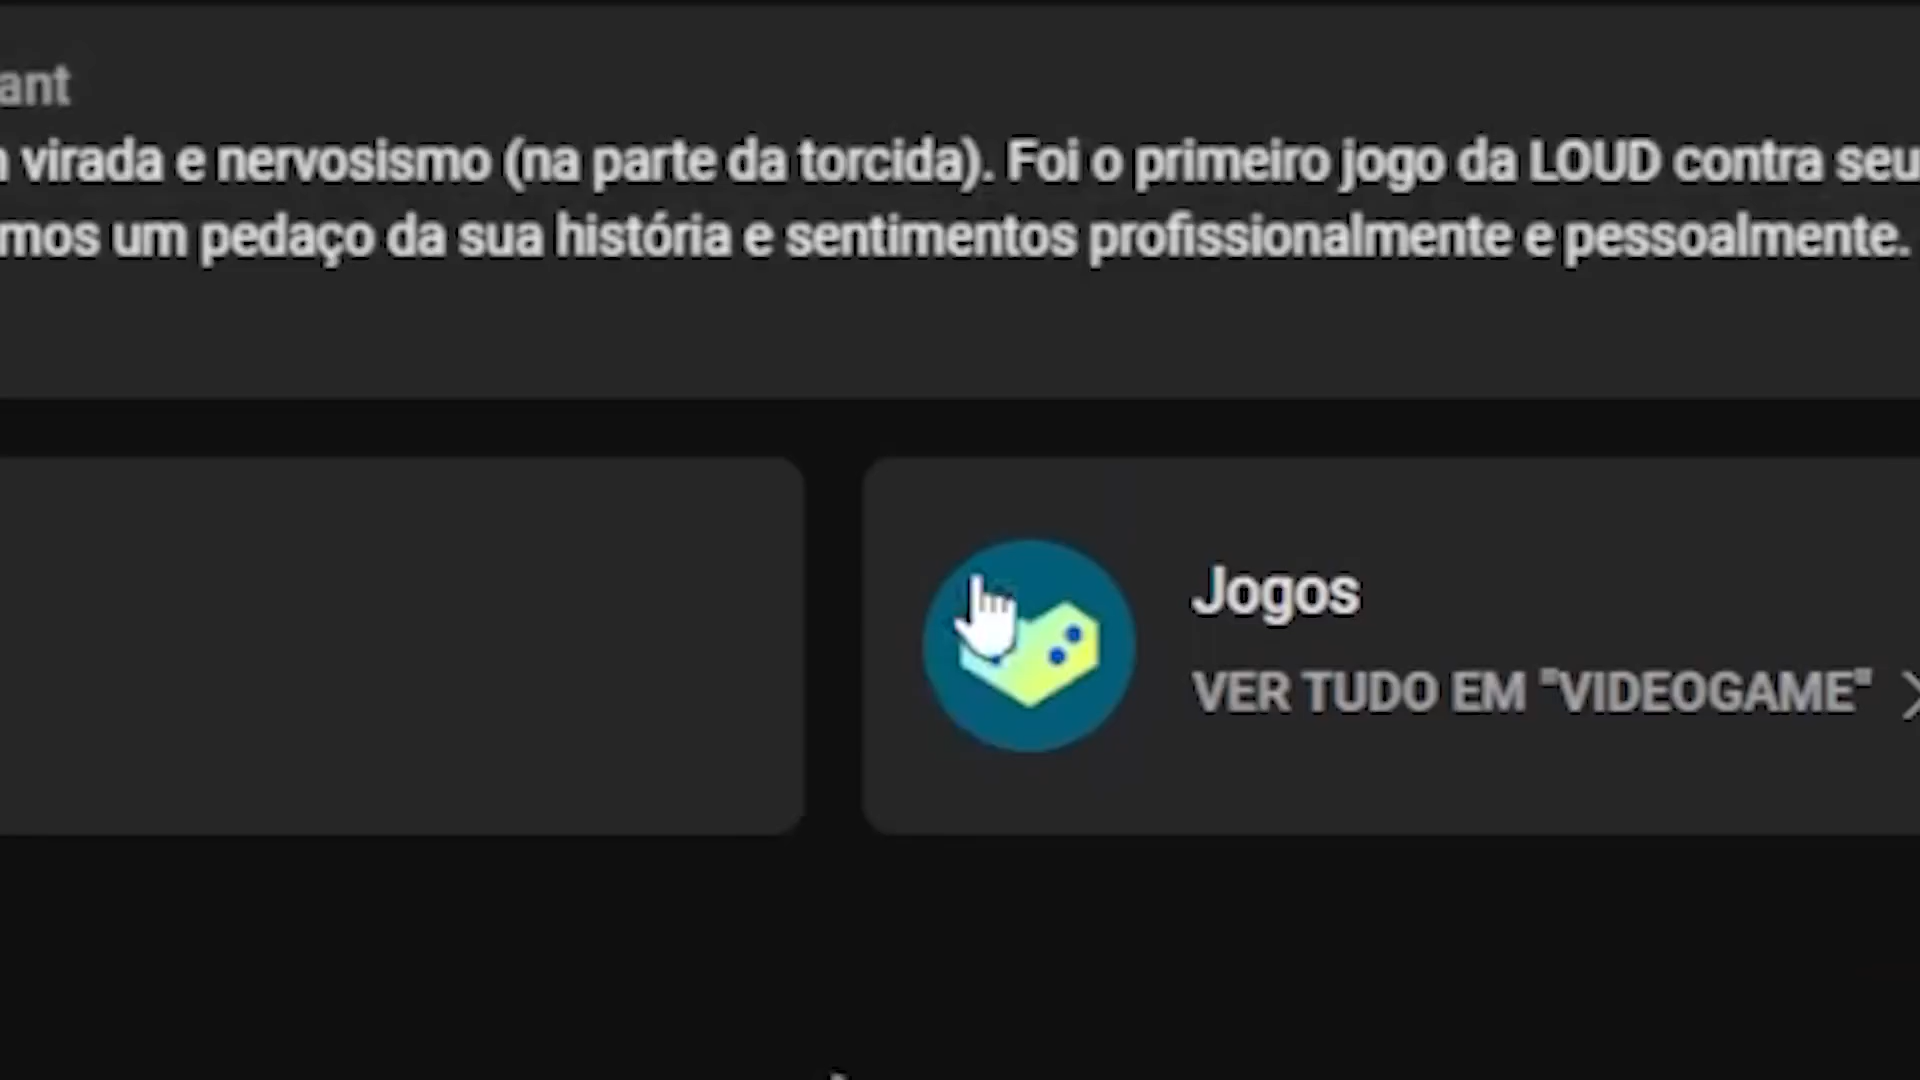 ant
virada e nervosismo (na parte da torcida). Foi o primeiro jogo da LOUD contra seu
mos um pedaço da sua história e sentimentos profissionalmente e pessoalmente.
Jogos
VER TUDO EM "VIDEOGAME"